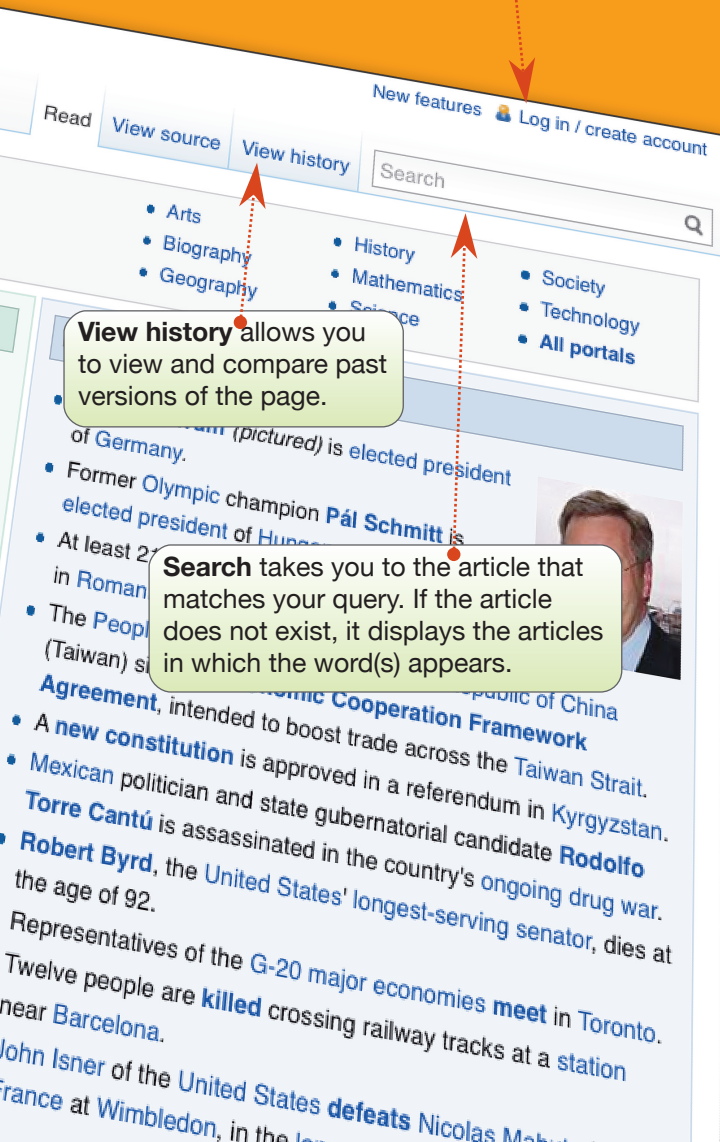 New features Log in / create account
Read View source View history Search
• Arts
• Biography
• Geography
• History
• Mathematics
• Science
• Society
• Technology
• All portals
View history allows you
to view and compare past
versions of the page.
(pictured) is elected president
of Germany.
• Former Olympic champion Pál Schmitt is
elected president of
• At least
in
• The
(Taiwan) of China
Cooperation Framework
Agreement, intended to boost trade across the Taiwan Strait.
• A new constitution is approved in a referendum in Kyrgyzstan.
• Mexican politician and state gubernatorial candidate Rodolfo
Torre Cantú is assassinated in the country's ongoing drug war.
• Robert Byrd, the United States' longest-serving senator, dies at
the age of 92.
Representatives of the G-20 major economies meet in Toronto.
Twelve people are killed crossing railway tracks at a station
near Barcelona.
John Isner of the United States defeats Nicolas
France at Wimbledon, in the
Search takes you to the article that
matches your query. If the article
does not exist, it displays the articles
in which the word(s) appears.